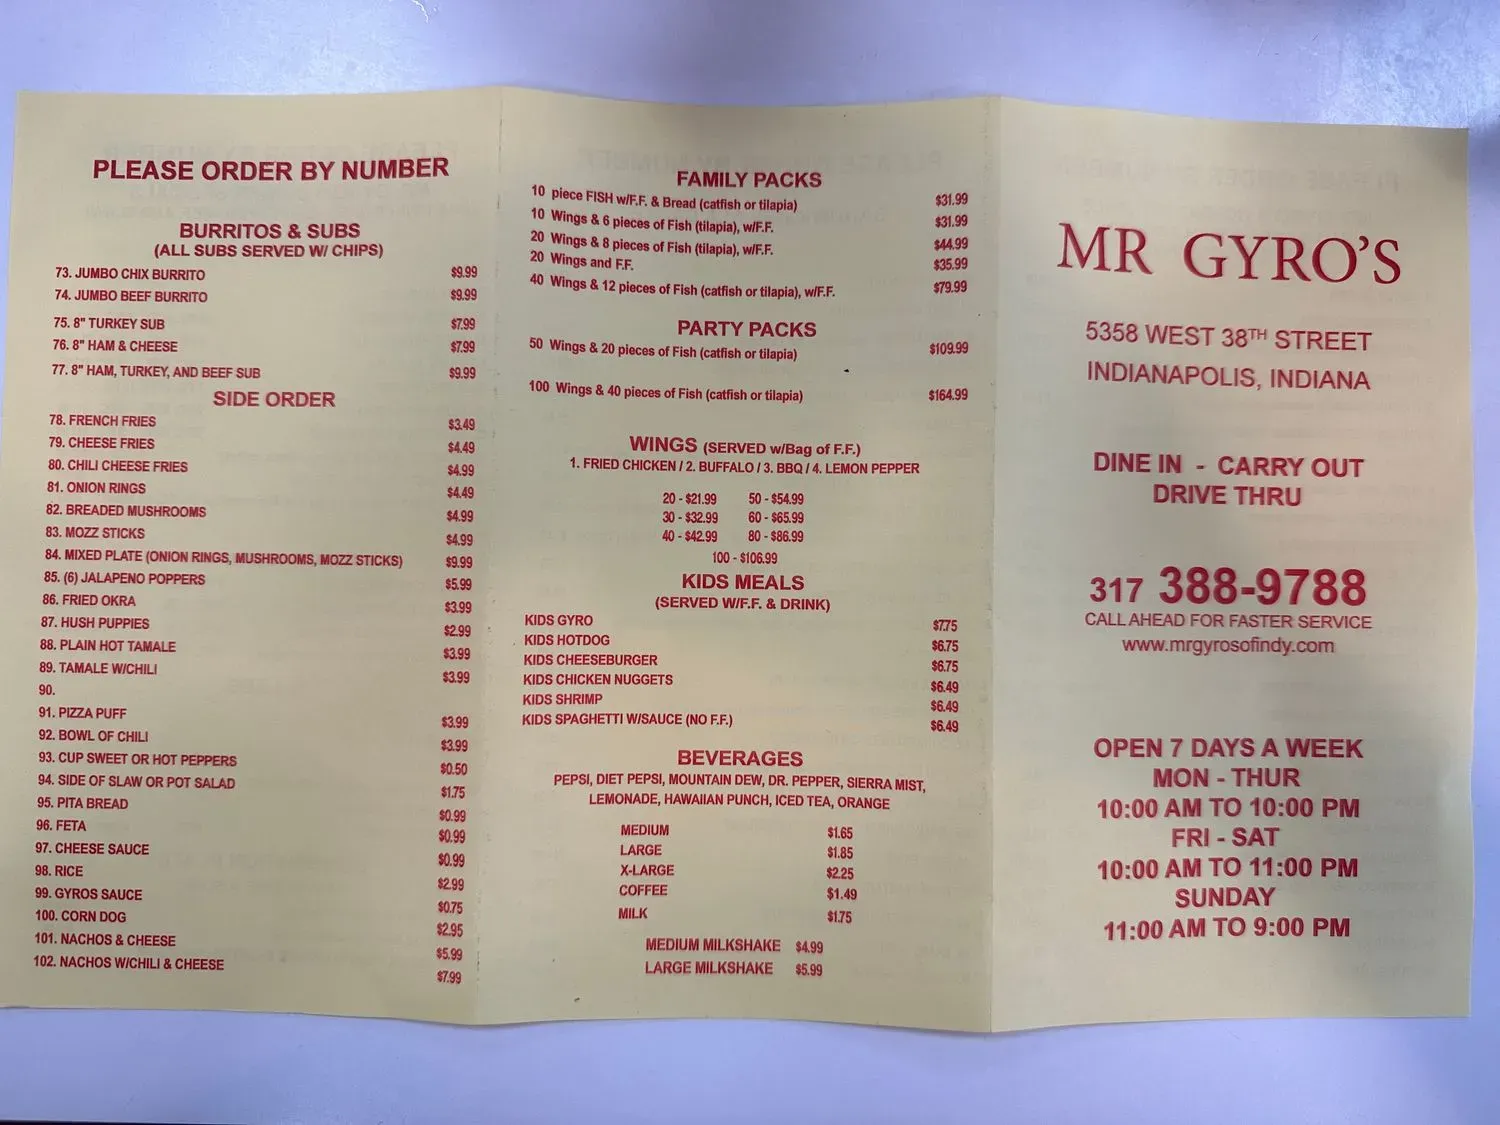 PLEASE ORDER BY NUMBER
BURRITOS & SUBS
(ALL SUBS SERVED W/ CHIPS)
73. JUMBO CHIX BURRITO $9.99
74. JUMBO BEEF BURRITO $9.99
75. 8" TURKEY SUB $7.99
76. 8" HAM & CHEESE $7.99
77. 8" HAM, TURKEY, AND BEEF SUB $9.99
SIDE ORDER
78. FRENCH FRIES $3.49
79. CHEESE FRIES $4.49
80. CHILI CHEESE FRIES $4.99
81. ONION RINGS $4.49
82. BREADED MUSHROOMS $4.99
83. MOZZ STICKS $4.99
84. MIXED PLATE (ONION RINGS, MUSHROOMS, MOZZ STICKS) $9.99
85. (6) JALAPENO POPPERS $5.99
86. FRIED OKRA $3.99
87. HUSH PUPPIES $2.99
88. PLAIN HOT TAMALE $3.99
89. TAMALE W/CHILI $3.99
90.
91. PIZZA PUFF $3.99
92. BOWL OF CHILI $3.99
93. CUP SWEET OR HOT PEPPERS $0.50
94. SIDE OF SLAW OR POT SALAD $1.75
95. PITA BREAD $0.99
96. FETA $0.99
97. CHEESE SAUCE $0.99
98. RICE $2.99
99. GYROS SAUCE $0.75
100. CORN DOG $2.95
101. NACHOS & CHEESE $5.99
102. NACHOS W/CHILI & CHEESE $7.99
FAMILY PACKS
10 piece FISH w/F.F. & Bread (catfish or tilapia) $31.99
10 Wings & 6 pieces of Fish (tilapia), w/F.F. $31.99
20 Wings & 8 pieces of Fish (tilapia), w/F.F. $44.99
20 Wings and F.F. $35.99
40 Wings & 12 pieces of Fish (catfish or tilapia), w/F.F. $79.99
PARTY PACKS
50 Wings & 20 pieces of Fish (catfish or tilapia) $109.99
100 Wings & 40 pieces of Fish (catfish or tilapia) $164.99
WINGS (SERVED w/Bag of F.F.)
1. FRIED CHICKEN / 2. BUFFALO / 3. BBQ / 4. LEMON PEPPER
20 - $21.99 50 - $54.99
30 - $32.99 60 - $65.99
40 - $42.99 80 - $86.99
100 - $106.99
KIDS MEALS
(SERVED W/F.F. & DRINK)
KIDS GYRO $7.75
KIDS HOTDOG $6.75
KIDS CHEESEBURGER $6.75
KIDS CHICKEN NUGGETS $6.49
KIDS SHRIMP $6.49
KIDS SPAGHETTI W/SAUCE (NO F.F.) $6.49
BEVERAGES
PEPSI, DIET PEPSI, MOUNTAIN DEW, DR. PEPPER, SIERRA MIST,
LEMONADE, HAWAIIAN PUNCH, ICED TEA, ORANGE
MEDIUM $1.65
LARGE $1.85
X-LARGE $2.25
COFFEE $1.49
MILK $1.75
MEDIUM MILKSHAKE $4.99
LARGE MILKSHAKE $5.99
MR GYRO'S
5358 WEST 38TH STREET
INDIANAPOLIS, INDIANA
DINE IN - CARRY OUT
DRIVE THRU
317 388-9788
CALL AHEAD FOR FASTER SERVICE
www.mrgyrosofindy.com
OPEN 7 DAYS A WEEK
MON - THUR
10:00 AM TO 10:00 PM
FRI - SAT
10:00 AM TO 11:00 PM
SUNDAY
11:00 AM TO 9:00 PM